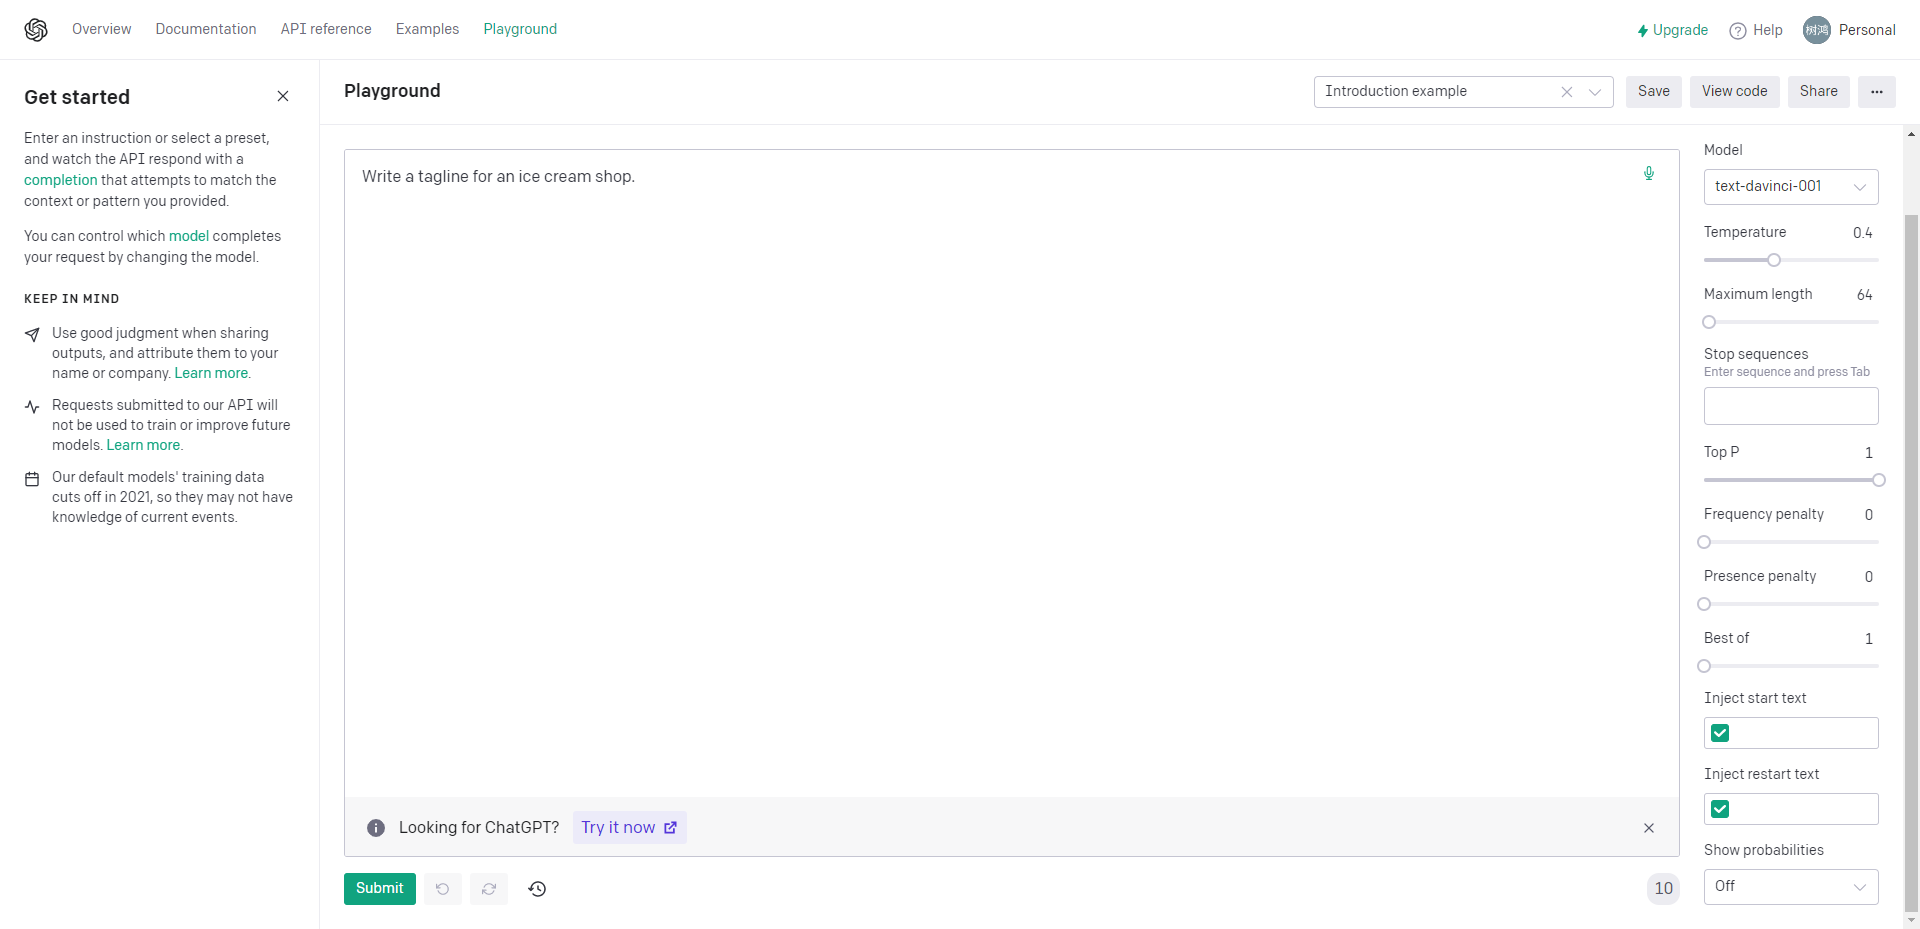 Overview Documentation API reference Examples Playground
Upgrade Help 树鸿 Personal
Get started
Enter an instruction or select a preset,
and watch the API respond with a
completion that attempts to match the
context or pattern you provided.
You can control which model completes
your request by changing the model.
KEEP IN MIND
Use good judgment when sharing
outputs, and attribute them to your
name or company. Learn more.
Requests submitted to our API will
not be used to train or improve future
models. Learn more.
Our default models' training data
cuts off in 2021, so they may not have
knowledge of current events.
Playground
Introduction example
Save View code Share
Write a tagline for an ice cream shop.
Looking for ChatGPT? Try it now
Submit
10
Model
text-davinci-001
Temperature 0.4
Maximum length 64
Stop sequences
Enter sequence and press Tab
Top P 1
Frequency penalty 0
Presence penalty 0
Best of 1
Inject start text
Inject restart text
Show probabilities
Off